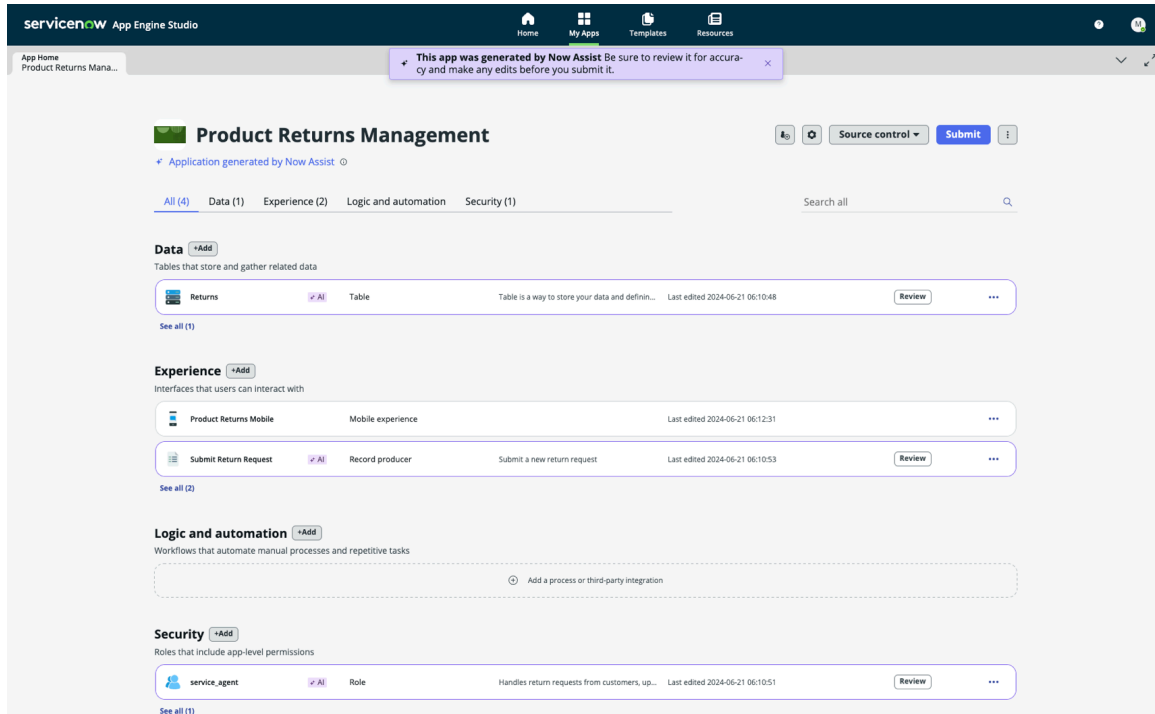 servicenow App Engine Studio
Home
My Apps
Templates
Resources
M
App Home
Product Returns Mana...
This app was generated by Now Assist Be sure to review it for accura-
cy and make any edits before you submit it.
Product Returns Management
Source control
Submit
Application generated by Now Assist
All (4) Data (1) Experience (2) Logic and automation Security (1)
Search all
Data +Add
Tables that store and gather related data
Returns AI Table Table is a way to store your data and definin... Last edited 2024-06-21 06:10:48 Review
See all (1)
Experience +Add
Interfaces that users can interact with
Product Returns Mobile Mobile experience Last edited 2024-06-21 06:12:31
Submit Return Request AI Record producer Submit a new return request Last edited 2024-06-21 06:10:53 Review
See all (2)
Logic and automation +Add
Workflows that automate manual processes and repetitive tasks
Add a process or third-party integration
Security +Add
Roles that include app-level permissions
service_agent AI Role Handles return requests from customers, up... Last edited 2024-06-21 06:10:51 Review
See all (1)